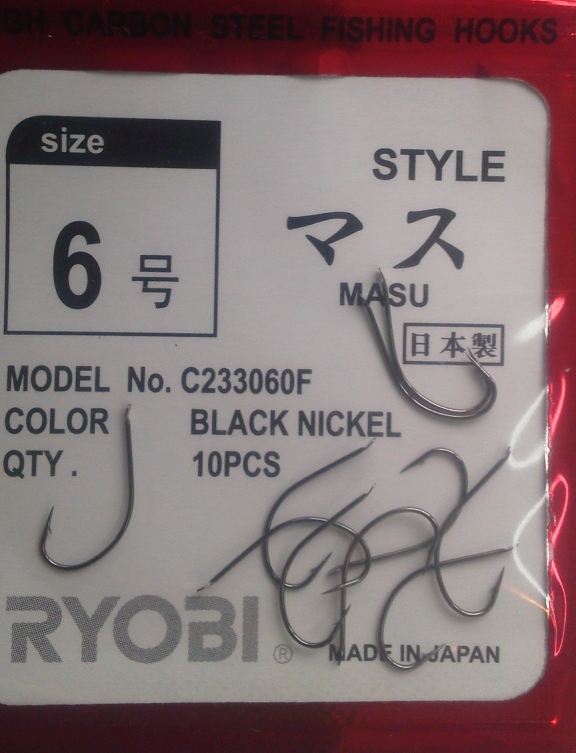 GH CARBON STEEL FISHING HOOKS
size
6号
STYLE
マス
MASU
日本製
MODEL No. C233060F
COLOR BLACK NICKEL
QTY. 10PCS
RYOBI®
MADE IN JAPAN